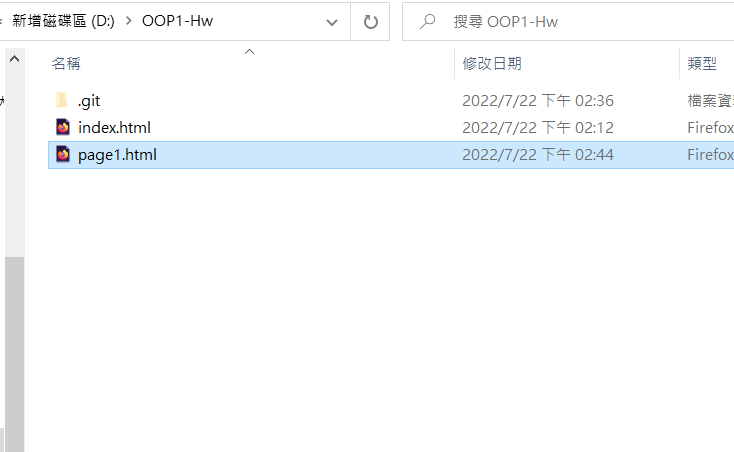 新增磁碟區 (D:) > OOP1-Hw 搜尋 OOP1-Hw
名稱 修改日期 類型
.git 2022/7/22 下午 02:36 檔案資
index.html 2022/7/22 下午 02:12 Firefox
page1.html 2022/7/22 下午 02:44 Firefox